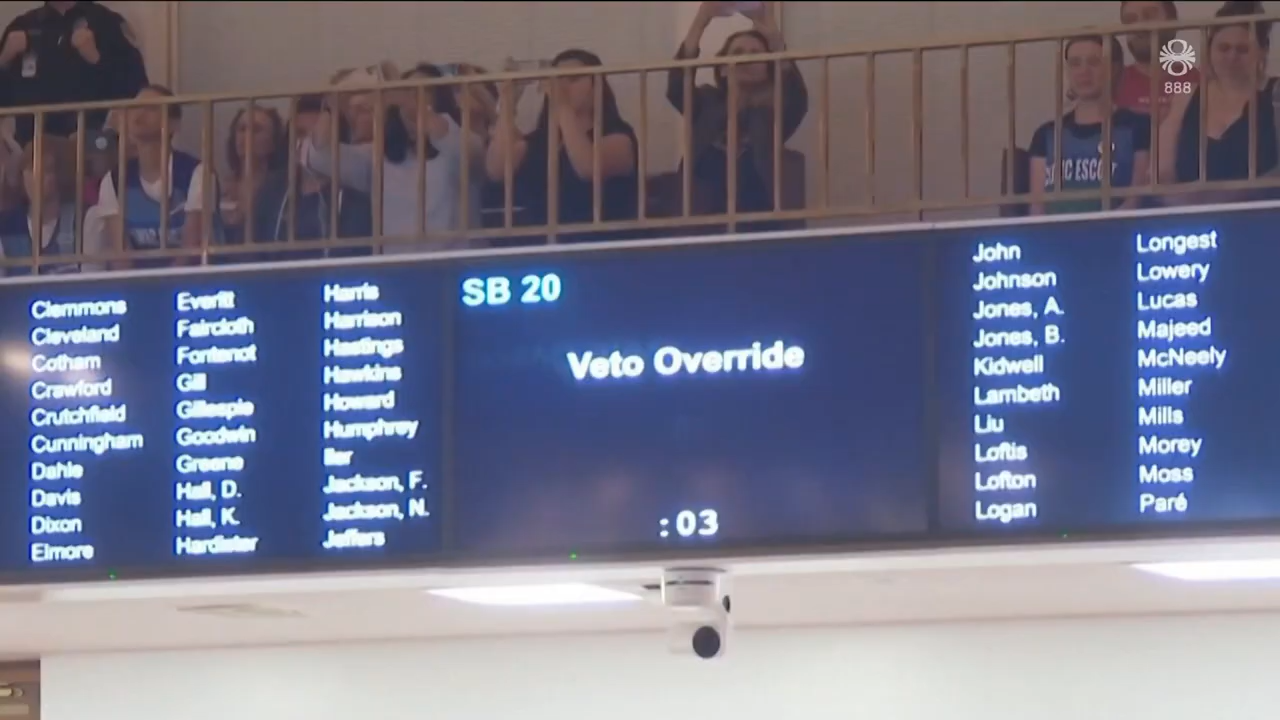 888
CLINIC ESCORT
SB 20
Veto Override
:03
Clemmons
Cleveland
Cotham
Crawford
Crutchfield
Cunningham
Dahle
Davis
Dixon
Elmore
Everitt
Faircloth
Fontenot
Gill
Gillespie
Goodwin
Greene
Hall, D.
Hall, K.
Hardister
Harris
Harrison
Hastings
Hawkins
Howard
Humphrey
Iler
Jackson, F.
Jackson, N.
Jeffers
John
Johnson
Jones, A.
Jones, B.
Kidwell
Lambeth
Liu
Loftis
Lofton
Logan
Longest
Lowery
Lucas
Majeed
McNeely
Miller
Mills
Morey
Moss
Paré